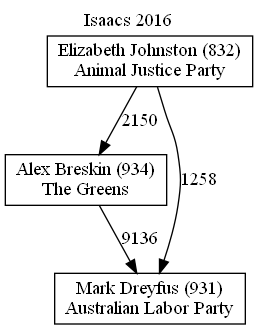 Isaacs 2016
Elizabeth Johnston (832)
Animal Justice Party
2150
Alex Breskin (934)
The Greens
1258
9136
Mark Dreyfus (931)
Australian Labor Party